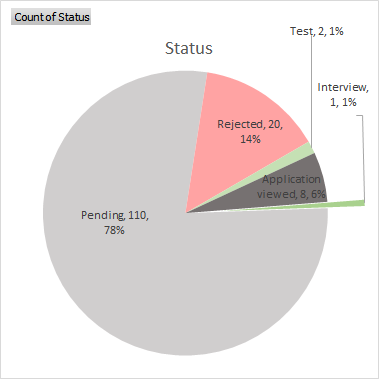 Count of Status
Status
Test, 2, 1%
Interview,
1, 1%
Rejected, 20,
14%
Application
viewed, 8, 6%
Pending, 110,
78%